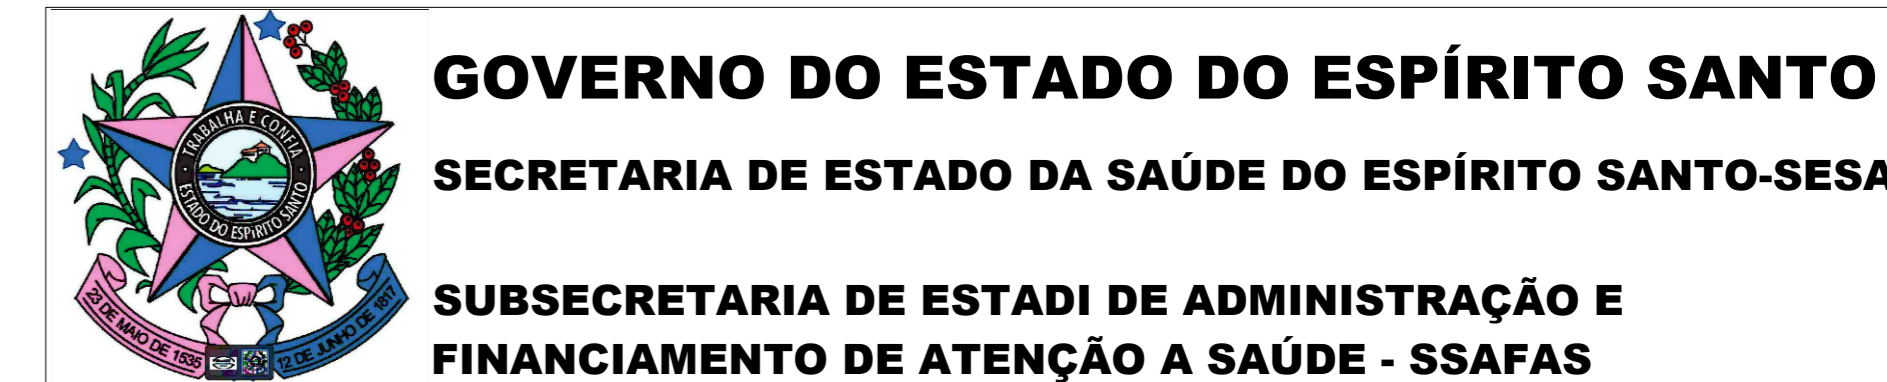 GOVERNO DO ESTADO DO ESPÍRITO SANTO
SECRETARIA DE ESTADO DA SAÚDE DO ESPÍRITO SANTO-SESA
SUBSECRETARIA DE ESTADI DE ADMINISTRAÇÃO E
FINANCIAMENTO DE ATENÇÃO A SAÚDE - SSAFAS
TRABALHA E CONFIA
ESTADO DO ESPIRITO SANTO
23 DE MAIO DE 1535
12 DE JUNHO DE 1817